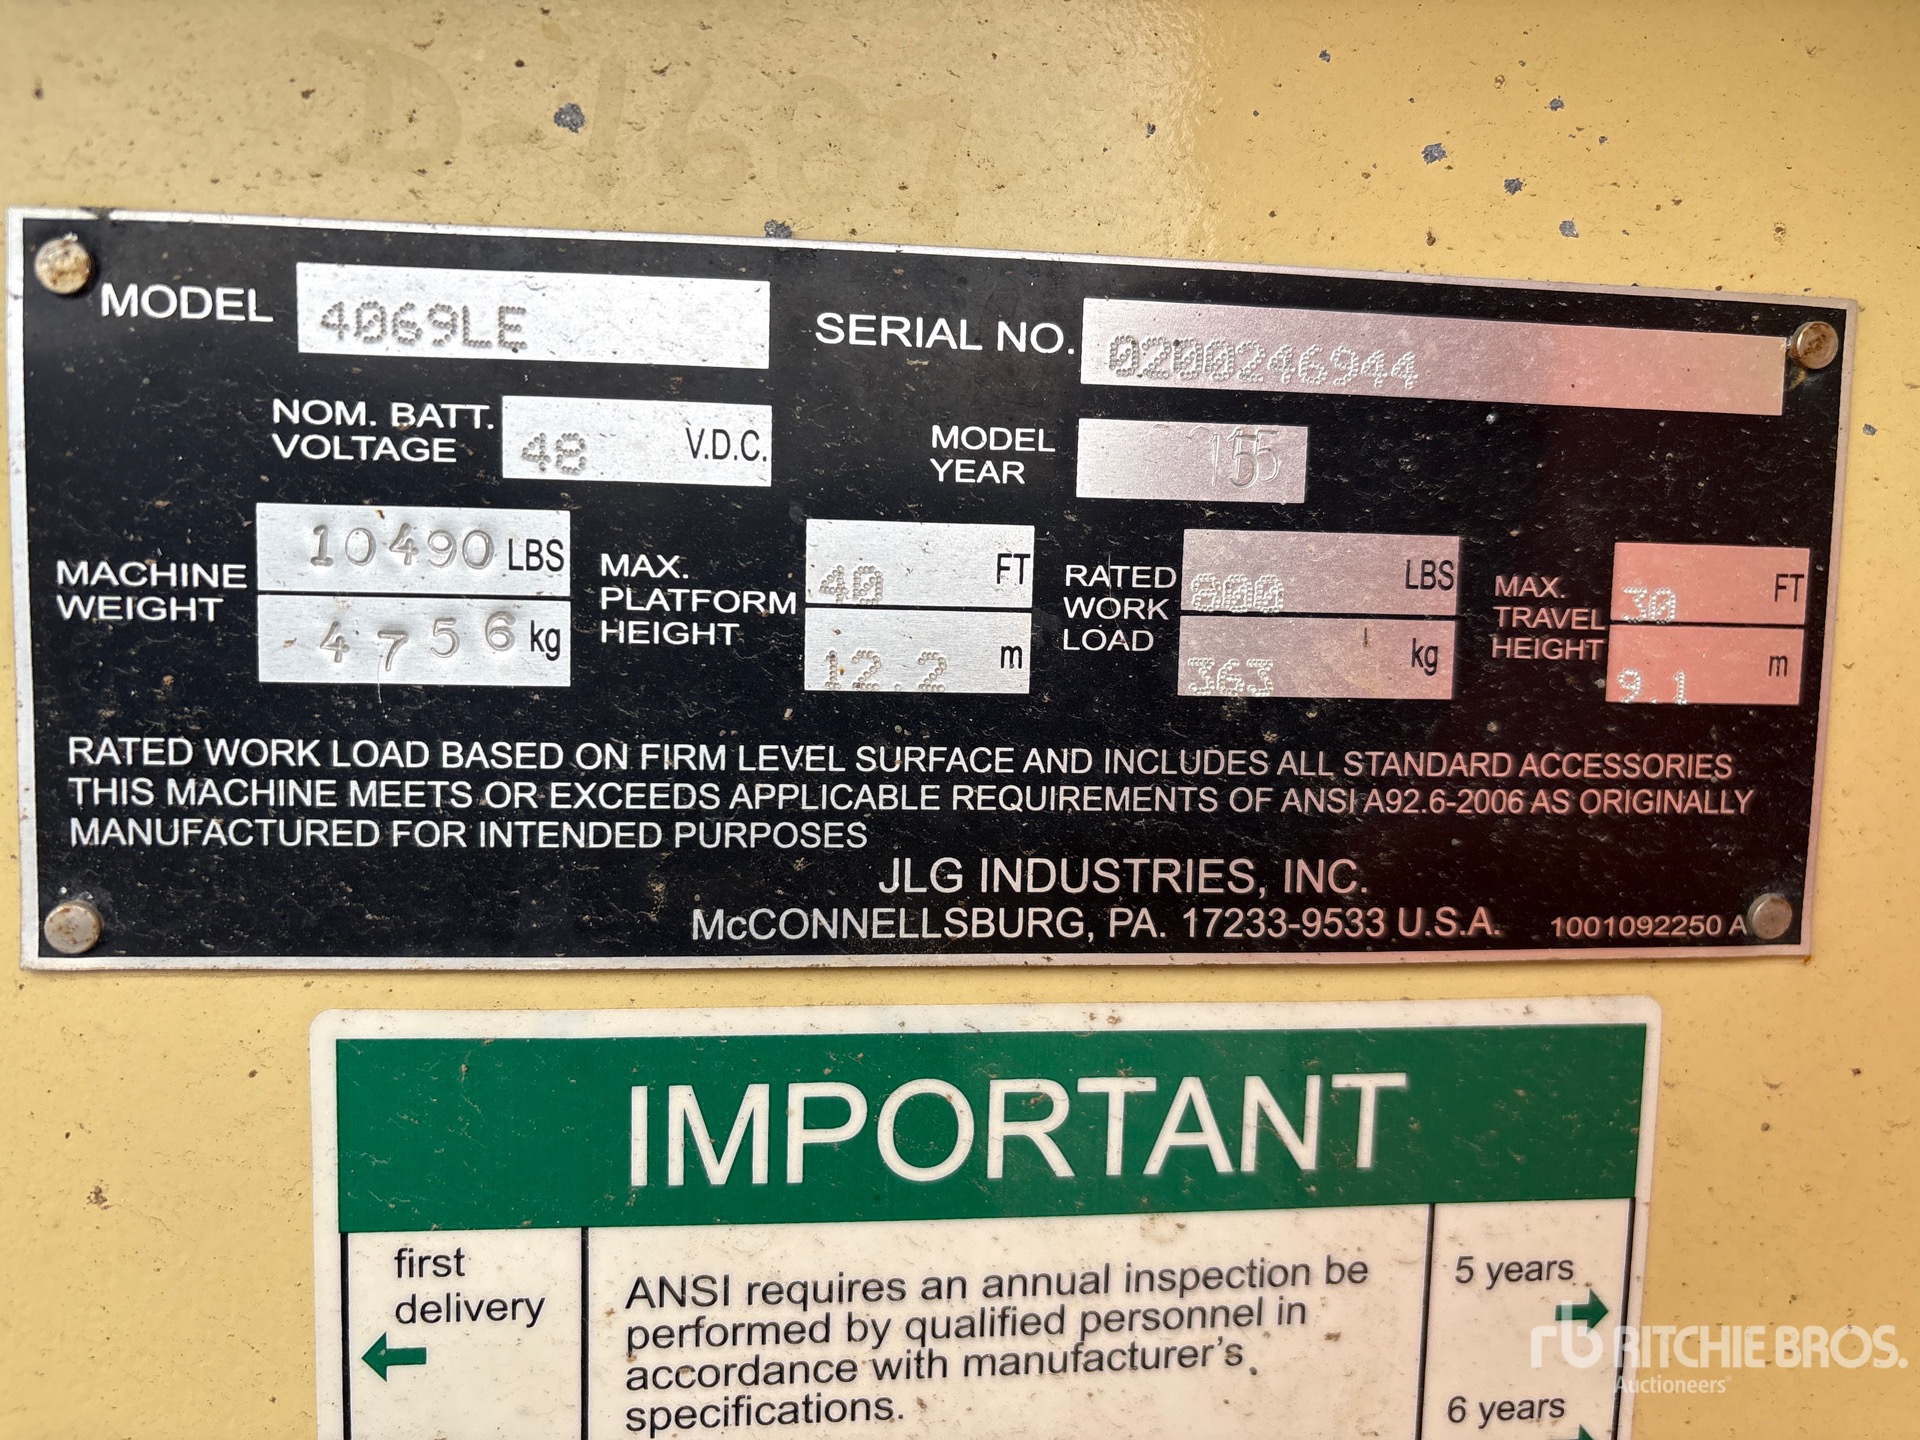 MODEL 4069LE SERIAL NO. 0200246944
NOM. BATT. VOLTAGE 48 V.D.C. MODEL YEAR 15
MACHINE WEIGHT 10490 LBS 4756 kg
MAX. PLATFORM HEIGHT 40 FT 12.2 m
RATED WORK LOAD 800 LBS 363 kg
MAX. TRAVEL HEIGHT 30 FT 9.1 m
RATED WORK LOAD BASED ON FIRM LEVEL SURFACE AND INCLUDES ALL STANDARD ACCESSORIES
THIS MACHINE MEETS OR EXCEEDS APPLICABLE REQUIREMENTS OF ANSI A92.6-2006 AS ORIGINALLY
MANUFACTURED FOR INTENDED PURPOSES
JLG INDUSTRIES, INC.
McCONNELLSBURG, PA. 17233-9533 U.S.A. 1001092250 A
IMPORTANT
first
delivery
ANSI requires an annual inspection be
performed by qualified personnel in
accordance with manufacturer's
specifications.
5 years
6 years
rb RITCHIE BROS.
Auctioneers